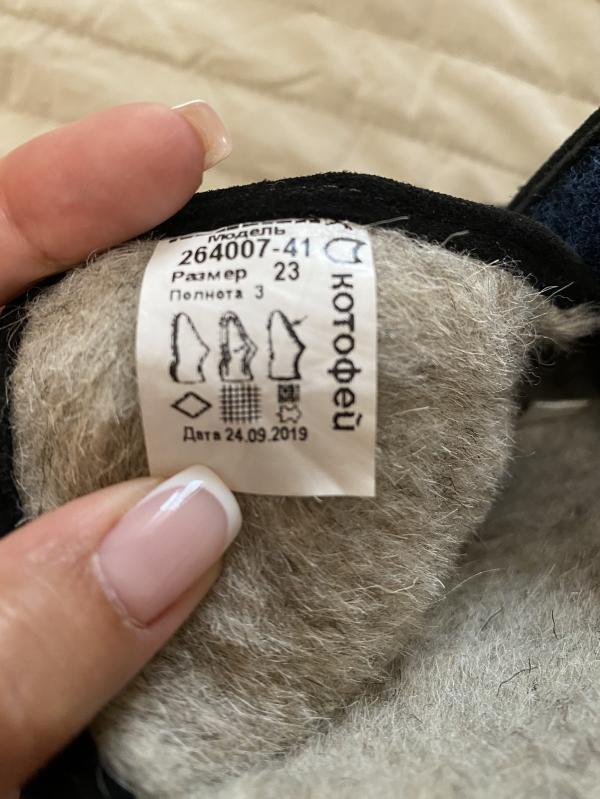 Модель
264007-41
Размер 23
Полнота 3
Дата 24.09.2019
КОТОФЕЙ